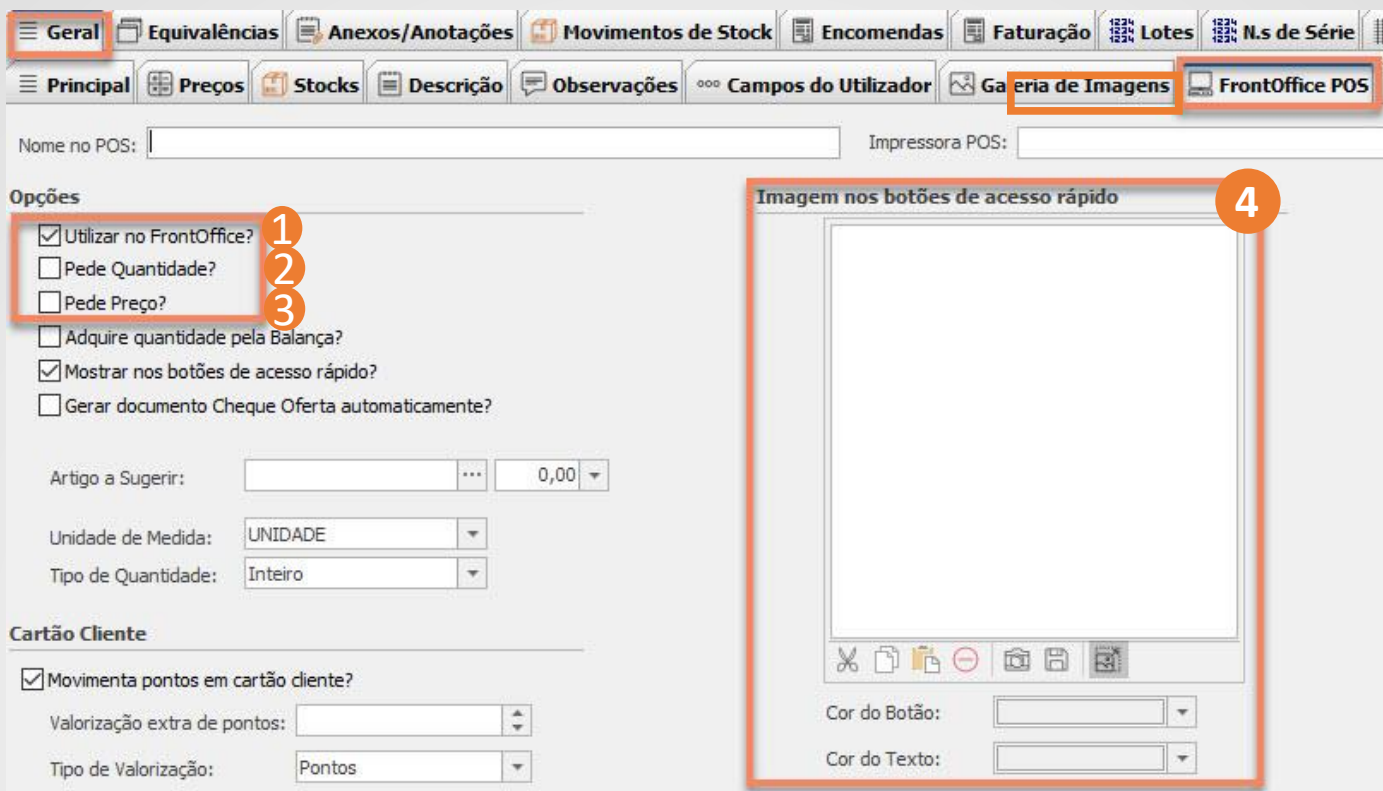 Geral Equivalências Anexos/Anotações Movimentos de Stock Encomendas Faturação Lotes N.s de Série
Principal Preços Stocks Descrição Observações Campos do Utilizador Galeria de Imagens FrontOffice POS
Nome no POS: Impressora POS:
Opções
Imagem nos botões de acesso rápido 4
Utilizar no FrontOffice? 1
Pede Quantidade? 2
Pede Preço? 3
Adquire quantidade pela Balança?
Mostrar nos botões de acesso rápido?
Gerar documento Cheque Oferta automaticamente?
Artigo a Sugerir: ... 0,00
Unidade de Medida: UNIDADE
Tipo de Quantidade: Inteiro
Cartão Cliente
Movimenta pontos em cartão cliente?
Valorização extra de pontos:
Tipo de Valorização: Pontos
Cor do Botão:
Cor do Texto: